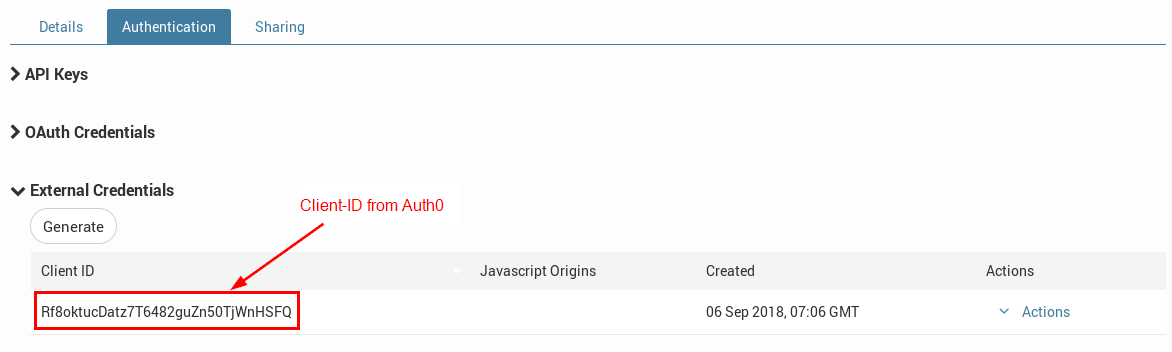 Details Authentication Sharing
API Keys
OAuth Credentials
External Credentials
Client-ID from Auth0
Generate
Client ID Javascript Origins Created Actions
Rf8oktucDatz7T6482guZn50TjWnHSFQ 06 Sep 2018, 07:06 GMT Actions